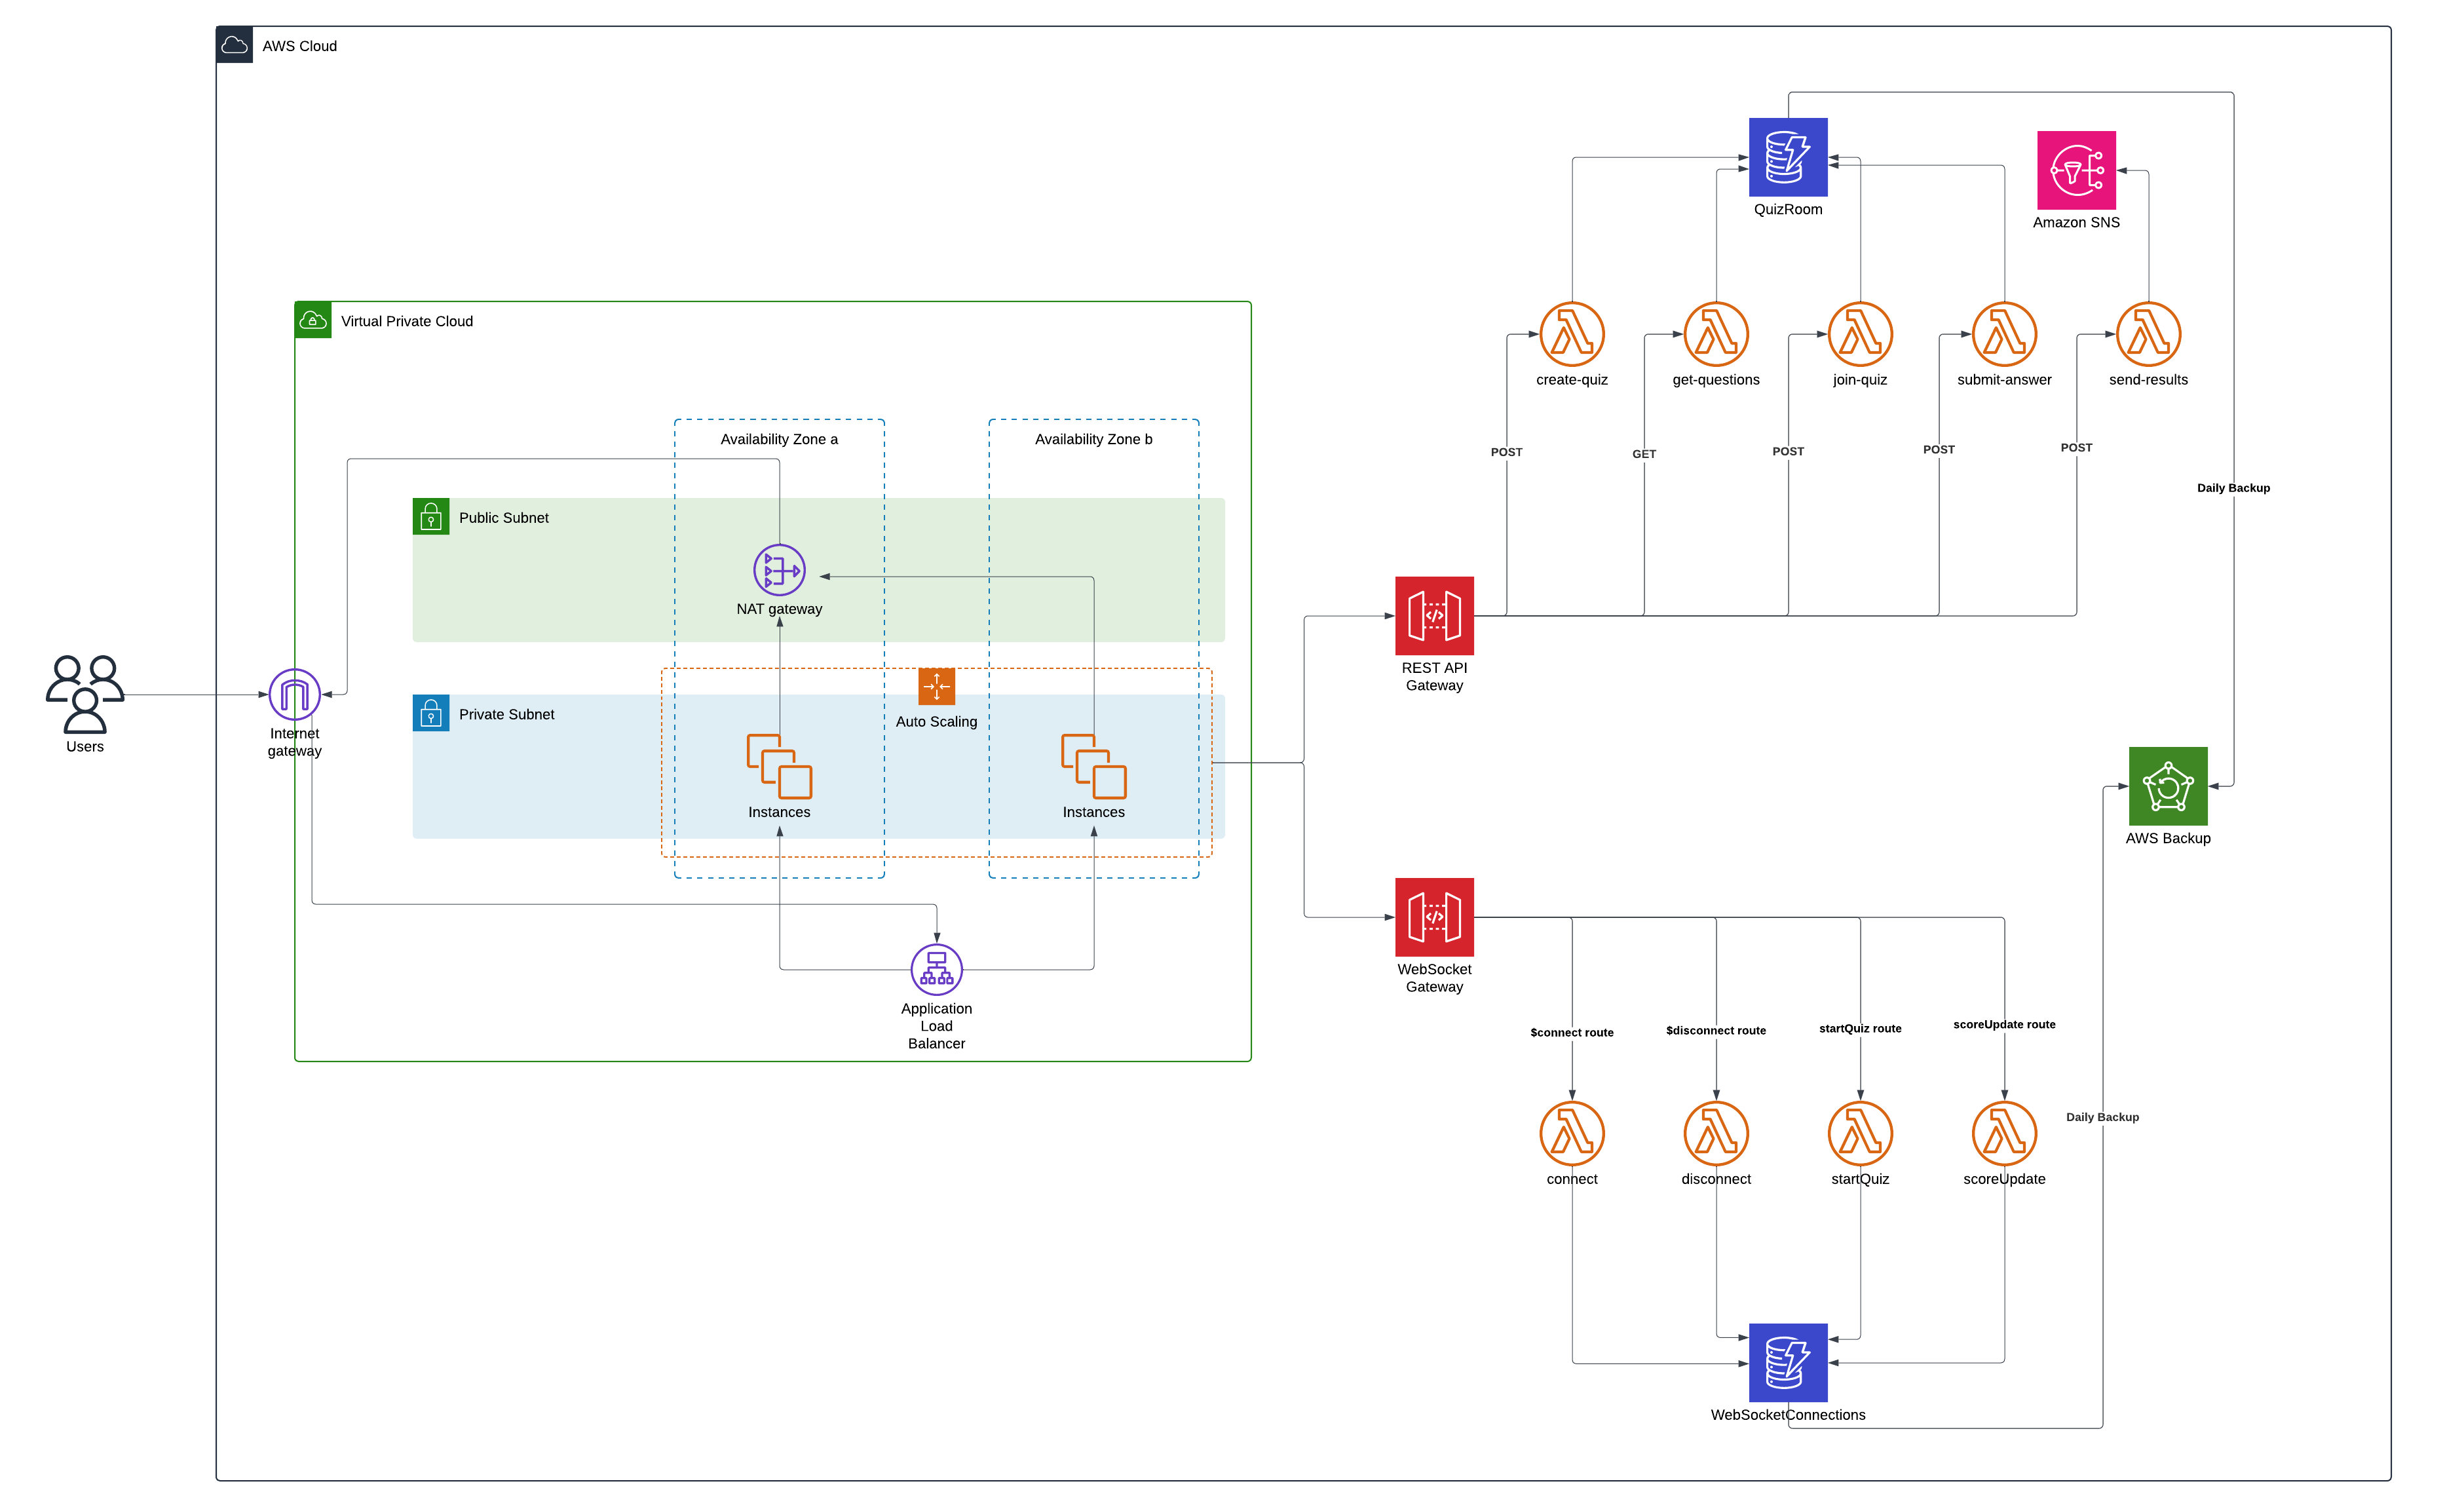 AWS Cloud
QuizRoom
Amazon SNS
Virtual Private Cloud
create-quiz
get-questions
join-quiz
submit-answer
send-results
Availability Zone a
Availability Zone b
POST
GET
POST
POST
POST
Daily Backup
Public Subnet
NAT gateway
REST API
Gateway
Private Subnet
Auto Scaling
Users
Internet
gateway
Instances
Instances
AWS Backup
WebSocket
Gateway
Application
Load
Balancer
$connect route
$disconnect route
startQuiz route
scoreUpdate route
Daily Backup
connect
disconnect
startQuiz
scoreUpdate
WebSocketConnections